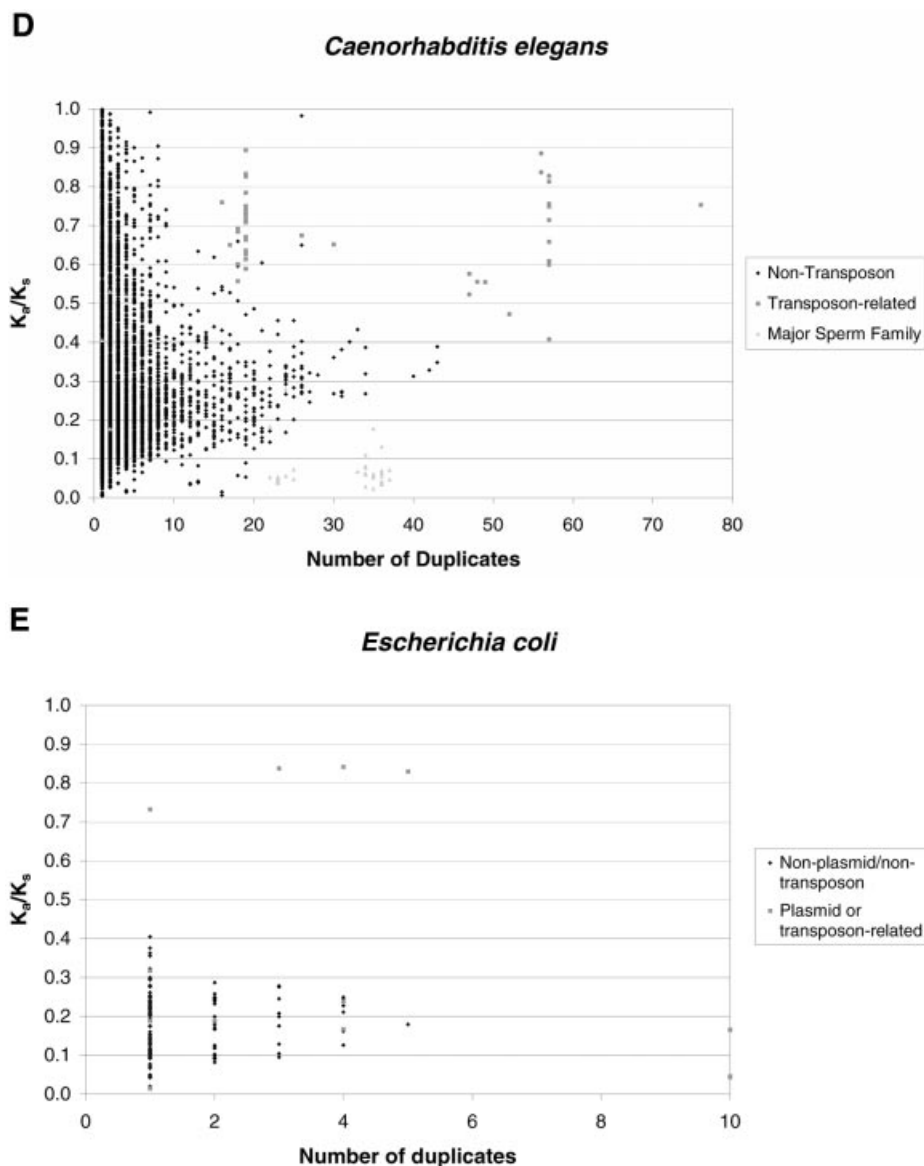 D
Caenorhabditis elegans
1.0
0.9
0.8
0.7
0.6
0.5
0.4
0.3
0.2
0.1
0.0
Ka/Ks
0 10 20 30 40 50 60 70 80
Number of Duplicates
Non-Transposon
Transposon-related
Major Sperm Family
E
Escherichia coli
1.0
0.9
0.8
0.7
0.6
0.5
0.4
0.3
0.2
0.1
0.0
Ka/Ks
0 2 4 6 8 10
Number of duplicates
Non-plasmid/non-
transposon
Plasmid or
transposon-related